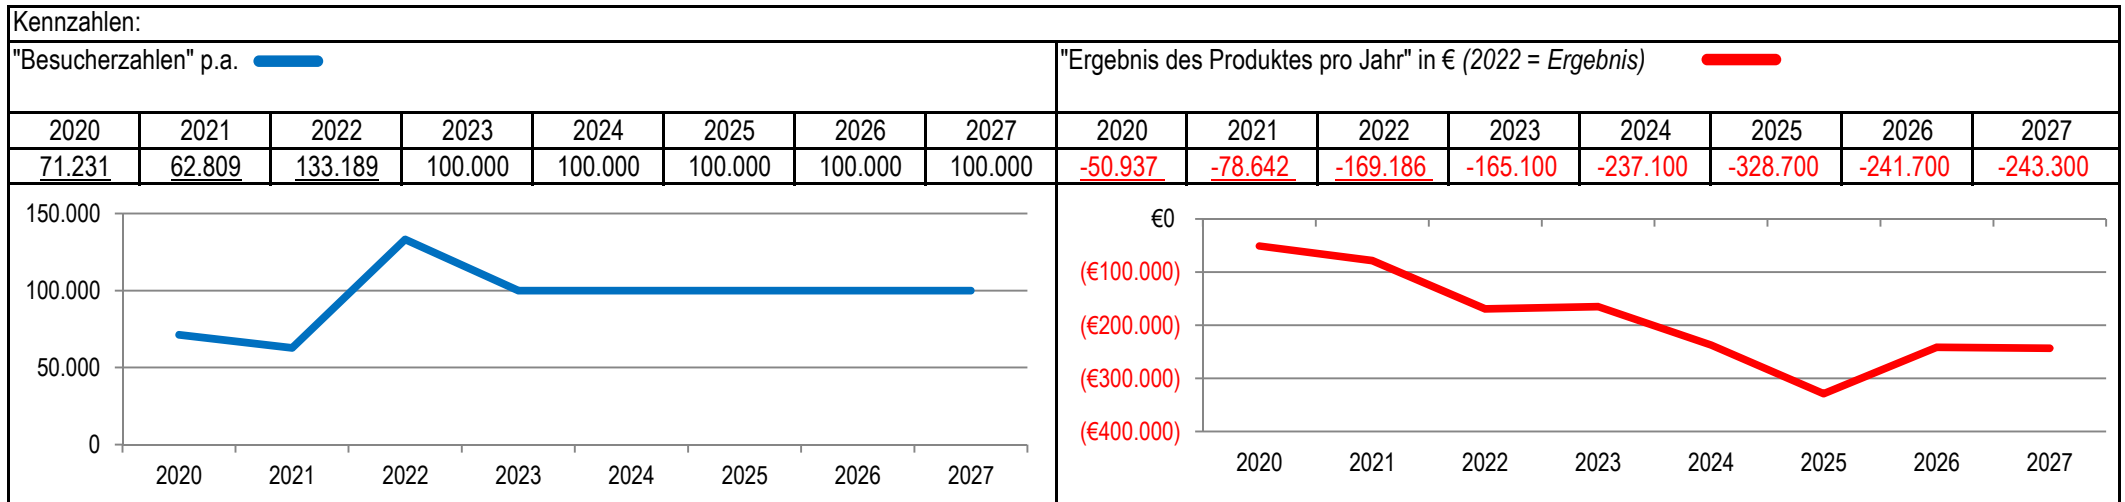 Kennzahlen:
"Besucherzahlen" p.a.
"Ergebnis des Produktes pro Jahr" in € (2022 = Ergebnis)
2020 2021 2022 2023 2024 2025 2026 2027 2020 2021 2022 2023 2024 2025 2026 2027
71.231 62.809 133.189 100.000 100.000 100.000 100.000 100.000 -50.937 -78.642 -169.186 -165.100 -237.100 -328.700 -241.700 -243.300
150.000
100.000
50.000
0
2020 2021 2022 2023 2024 2025 2026 2027
€0
(€100.000)
(€200.000)
(€300.000)
(€400.000)
2020 2021 2022 2023 2024 2025 2026 2027